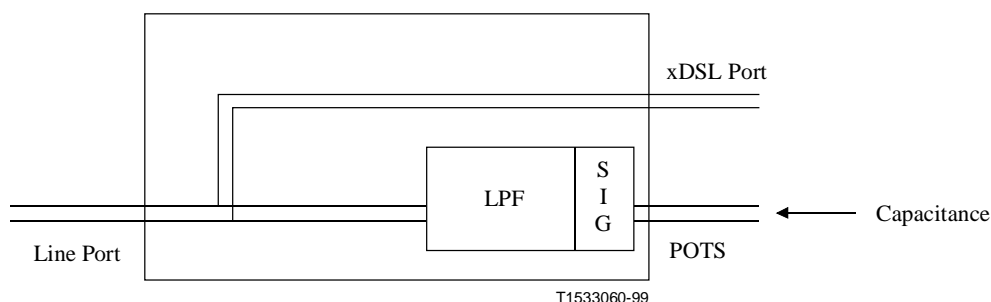 xDSL Port
LPF
S
I
G
Capacitance
Line Port
POTS
T1533060-99